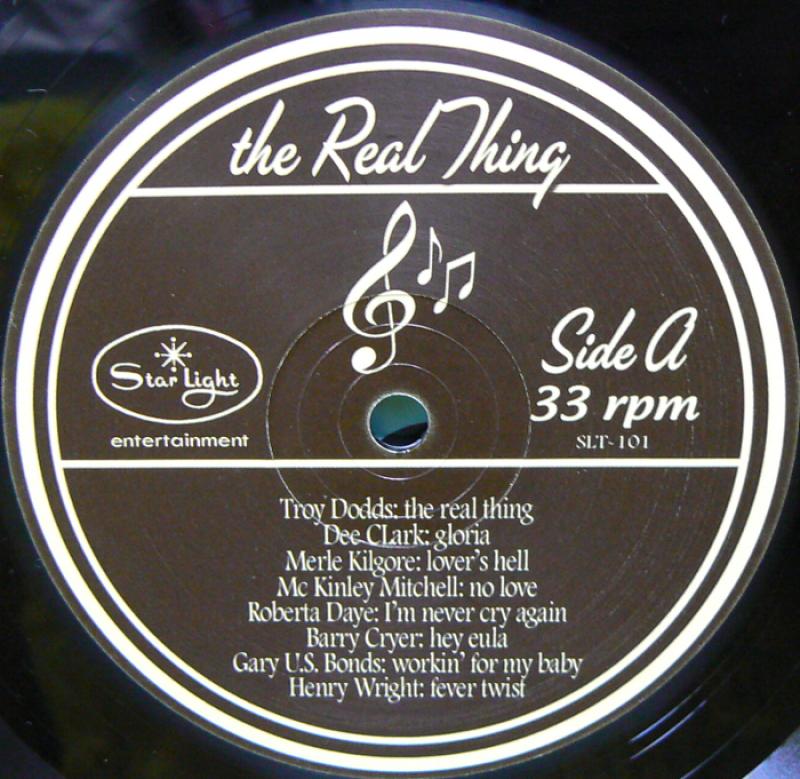 the Real Thing
Side A
Star Light
33 rpm
entertainment
SLT-101
Troy Dodds: the real thing
Dee CLark: gloria
Merle Kilgore: lover's hell
Mc Kinley Mitchell: no love
Roberta Daye: I'm never cry again
Barry Cryer: hey eula
Gary U.S. Bonds: workin' for my baby
Henry Wright: fever twist